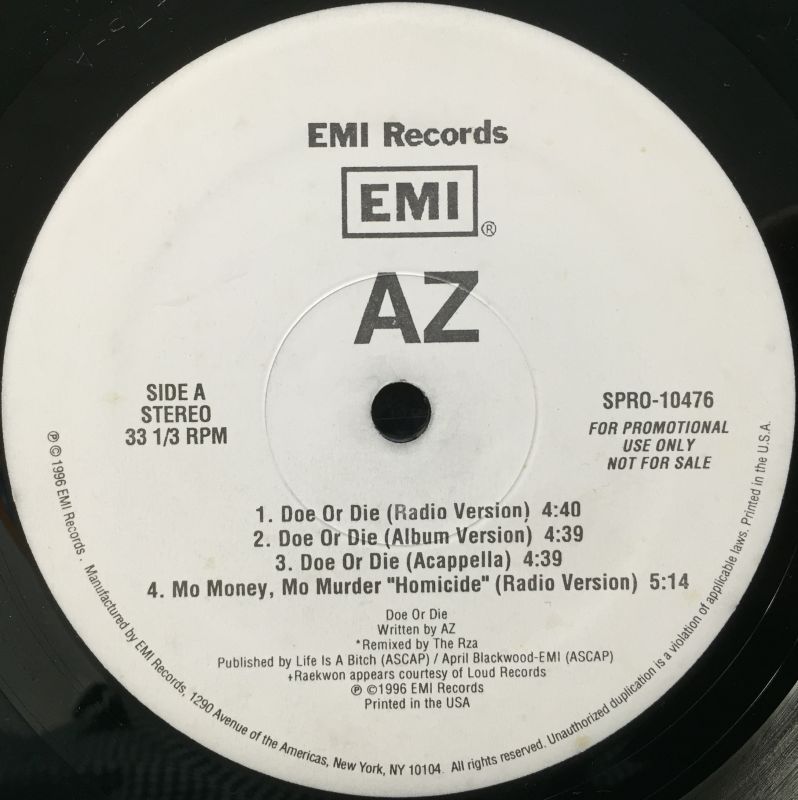 EMI Records
EMI
®
AZ
SIDE A
STEREO
33 1/3 RPM
SPRO-10476
FOR PROMOTIONAL
USE ONLY
NOT FOR SALE
1. Doe Or Die (Radio Version) 4:40
2. Doe Or Die (Album Version) 4:39
3. Doe Or Die (Acappella) 4:39
4. Mo Money, Mo Murder "Homicide" (Radio Version) 5:14
Doe Or Die
Written by AZ
*Remixed by The Rza
Published by Life Is A Bitch (ASCAP) / April Blackwood-EMI (ASCAP)
+Raekwon appears courtesy of Loud Records
℗ ©1996 EMI Records
Printed in the USA
℗ © 1996 EMI Records . Manufactured by EMI Records, 1290 Avenue of the Americas, New York, NY 10104. All rights reserved. Unauthorized duplication is a violation of applicable laws. Printed in the U.S.A.